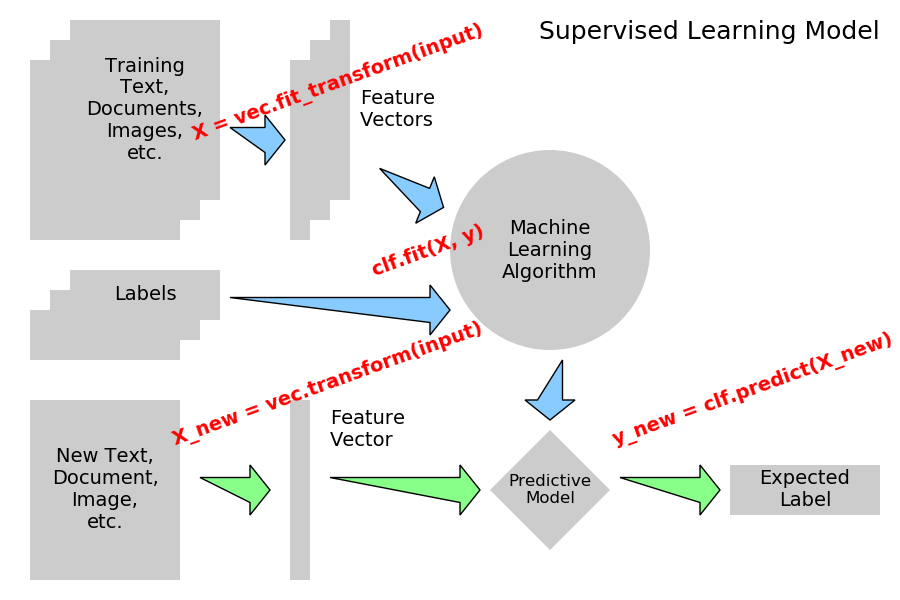 Supervised Learning Model
Training
Text,
Documents,
Images,
etc.
X = vec.fit_transform(input)
Feature
Vectors
Machine
Learning
Algorithm
clf.fit(X, y)
Labels
X_new = vec.transform(input)
y_new = clf.predict(X_new)
New Text,
Document,
Image,
etc.
Feature
Vector
Predictive
Model
Expected
Label